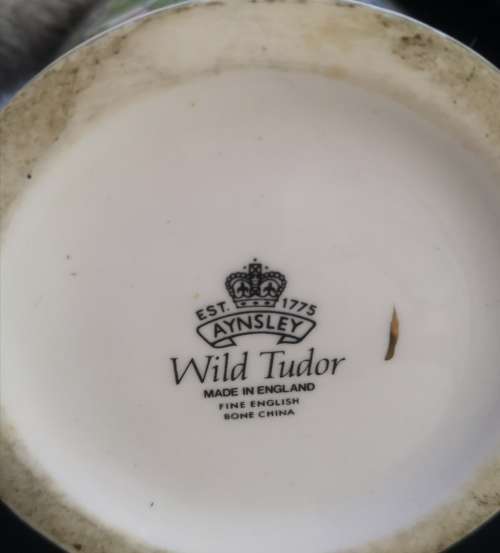 EST. 1775
AYNSLEY
Wild Tudor
MADE IN ENGLAND
FINE ENGLISH
BONE CHINA